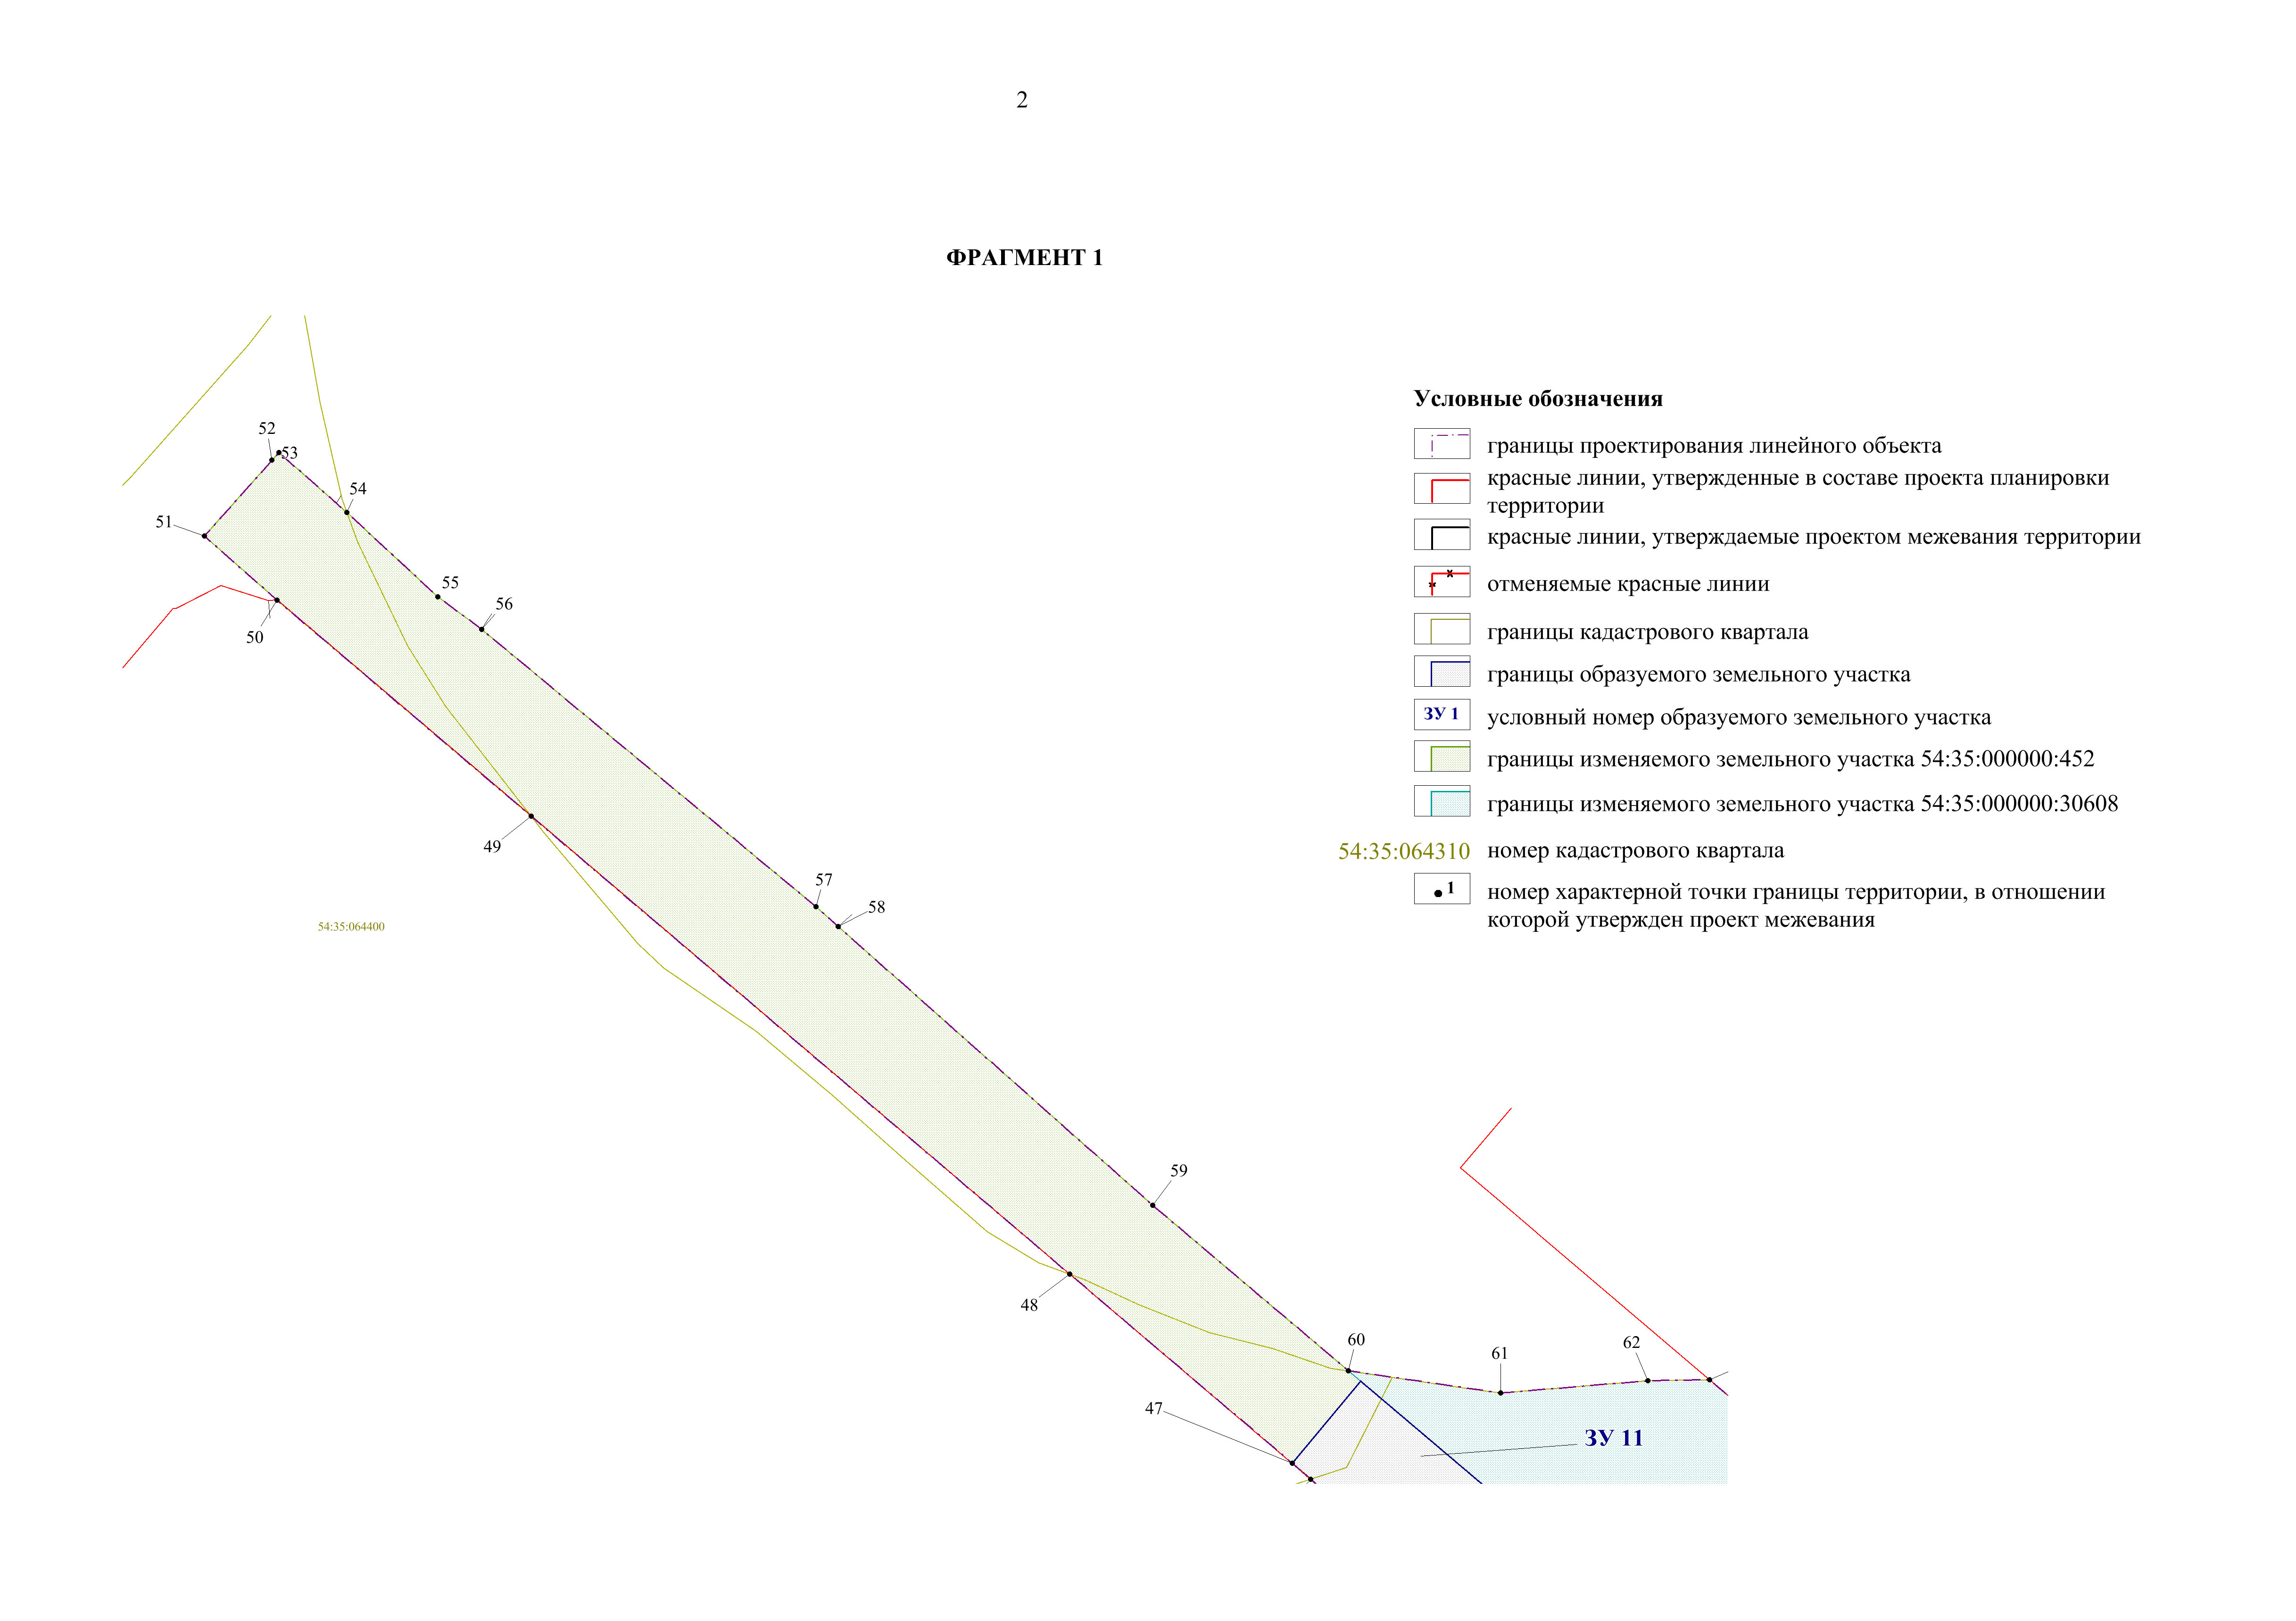 2
ФРАГМЕНТ 1
Условные обозначения
границы проектирования линейного объекта
красные линии, утвержденные в составе проекта планировки
территории
красные линии, утверждаемые проектом межевания территории
отменяемые красные линии
границы кадастрового квартала
границы образуемого земельного участка
ЗУ 1 условный номер образуемого земельного участка
границы изменяемого земельного участка 54:35:000000:452
границы изменяемого земельного участка 54:35:000000:30608
54:35:064310 номер кадастрового квартала
1 номер характерной точки границы территории, в отношении
которой утвержден проект межевания
52
53
54
51
55
56
50
49
57
58
54:35:064400
59
48
60
61
62
47
ЗУ 11